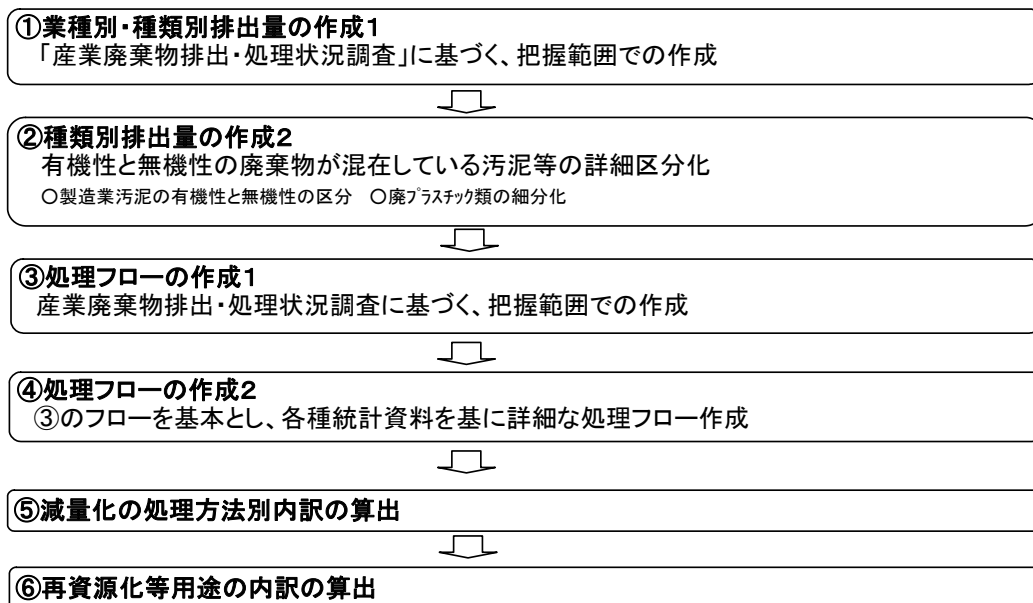 ①業種別・種類別排出量の作成1
「産業廃棄物排出・処理状況調査」に基づく、把握範囲での作成
②種類別排出量の作成2
有機性と無機性の廃棄物が混在している汚泥等の詳細区分化
○製造業汚泥の有機性と無機性の区分　○廃ﾌﾟﾗｽﾁｯｸ類の細分化
③処理フローの作成1
産業廃棄物排出・処理状況調査に基づく、把握範囲での作成
④処理フローの作成2
③のフローを基本とし、各種統計資料を基に詳細な処理フロー作成
⑤減量化の処理方法別内訳の算出
⑥再資源化等用途の内訳の算出